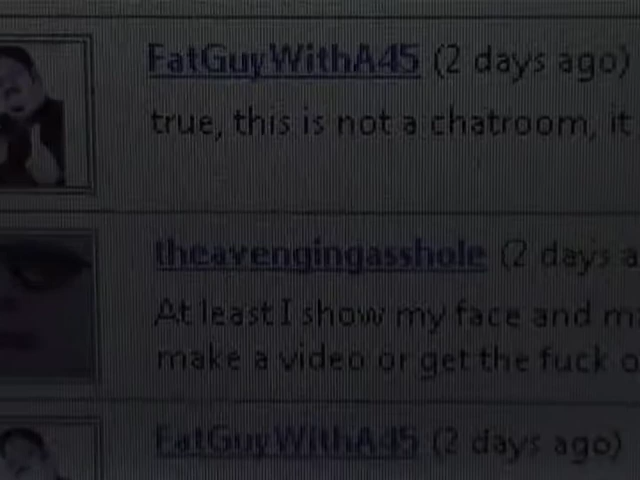 FatGuyWithA45 (2 days ago)
true, this is not a chatroom, it
theavengingasshole (2 days a
At least I show my face and m
make a video or get the fuck o
FatGuyWithA45 (2 days ago)